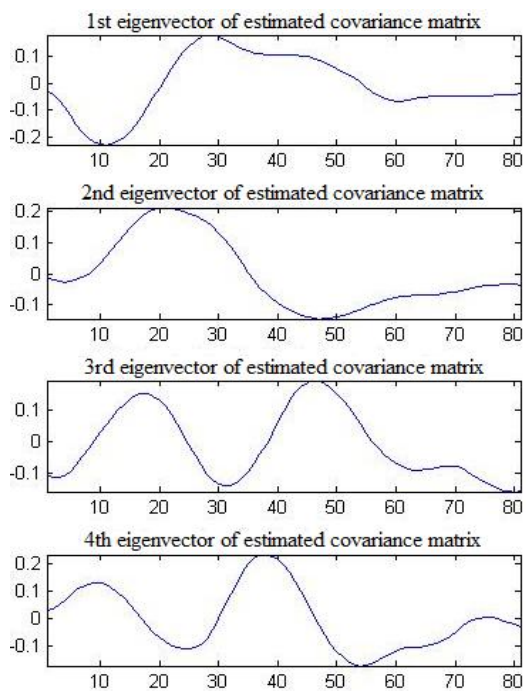 1st eigenvector of estimated covariance matrix
0.1
0
-0.1
-0.2
10 20 30 40 50 60 70 80
2nd eigenvector of estimated covariance matrix
0.2
0.1
0
-0.1
10 20 30 40 50 60 70 80
3rd eigenvector of estimated covariance matrix
0.1
0
-0.1
10 20 30 40 50 60 70 80
4th eigenvector of estimated covariance matrix
0.2
0.1
0
-0.1
10 20 30 40 50 60 70 80